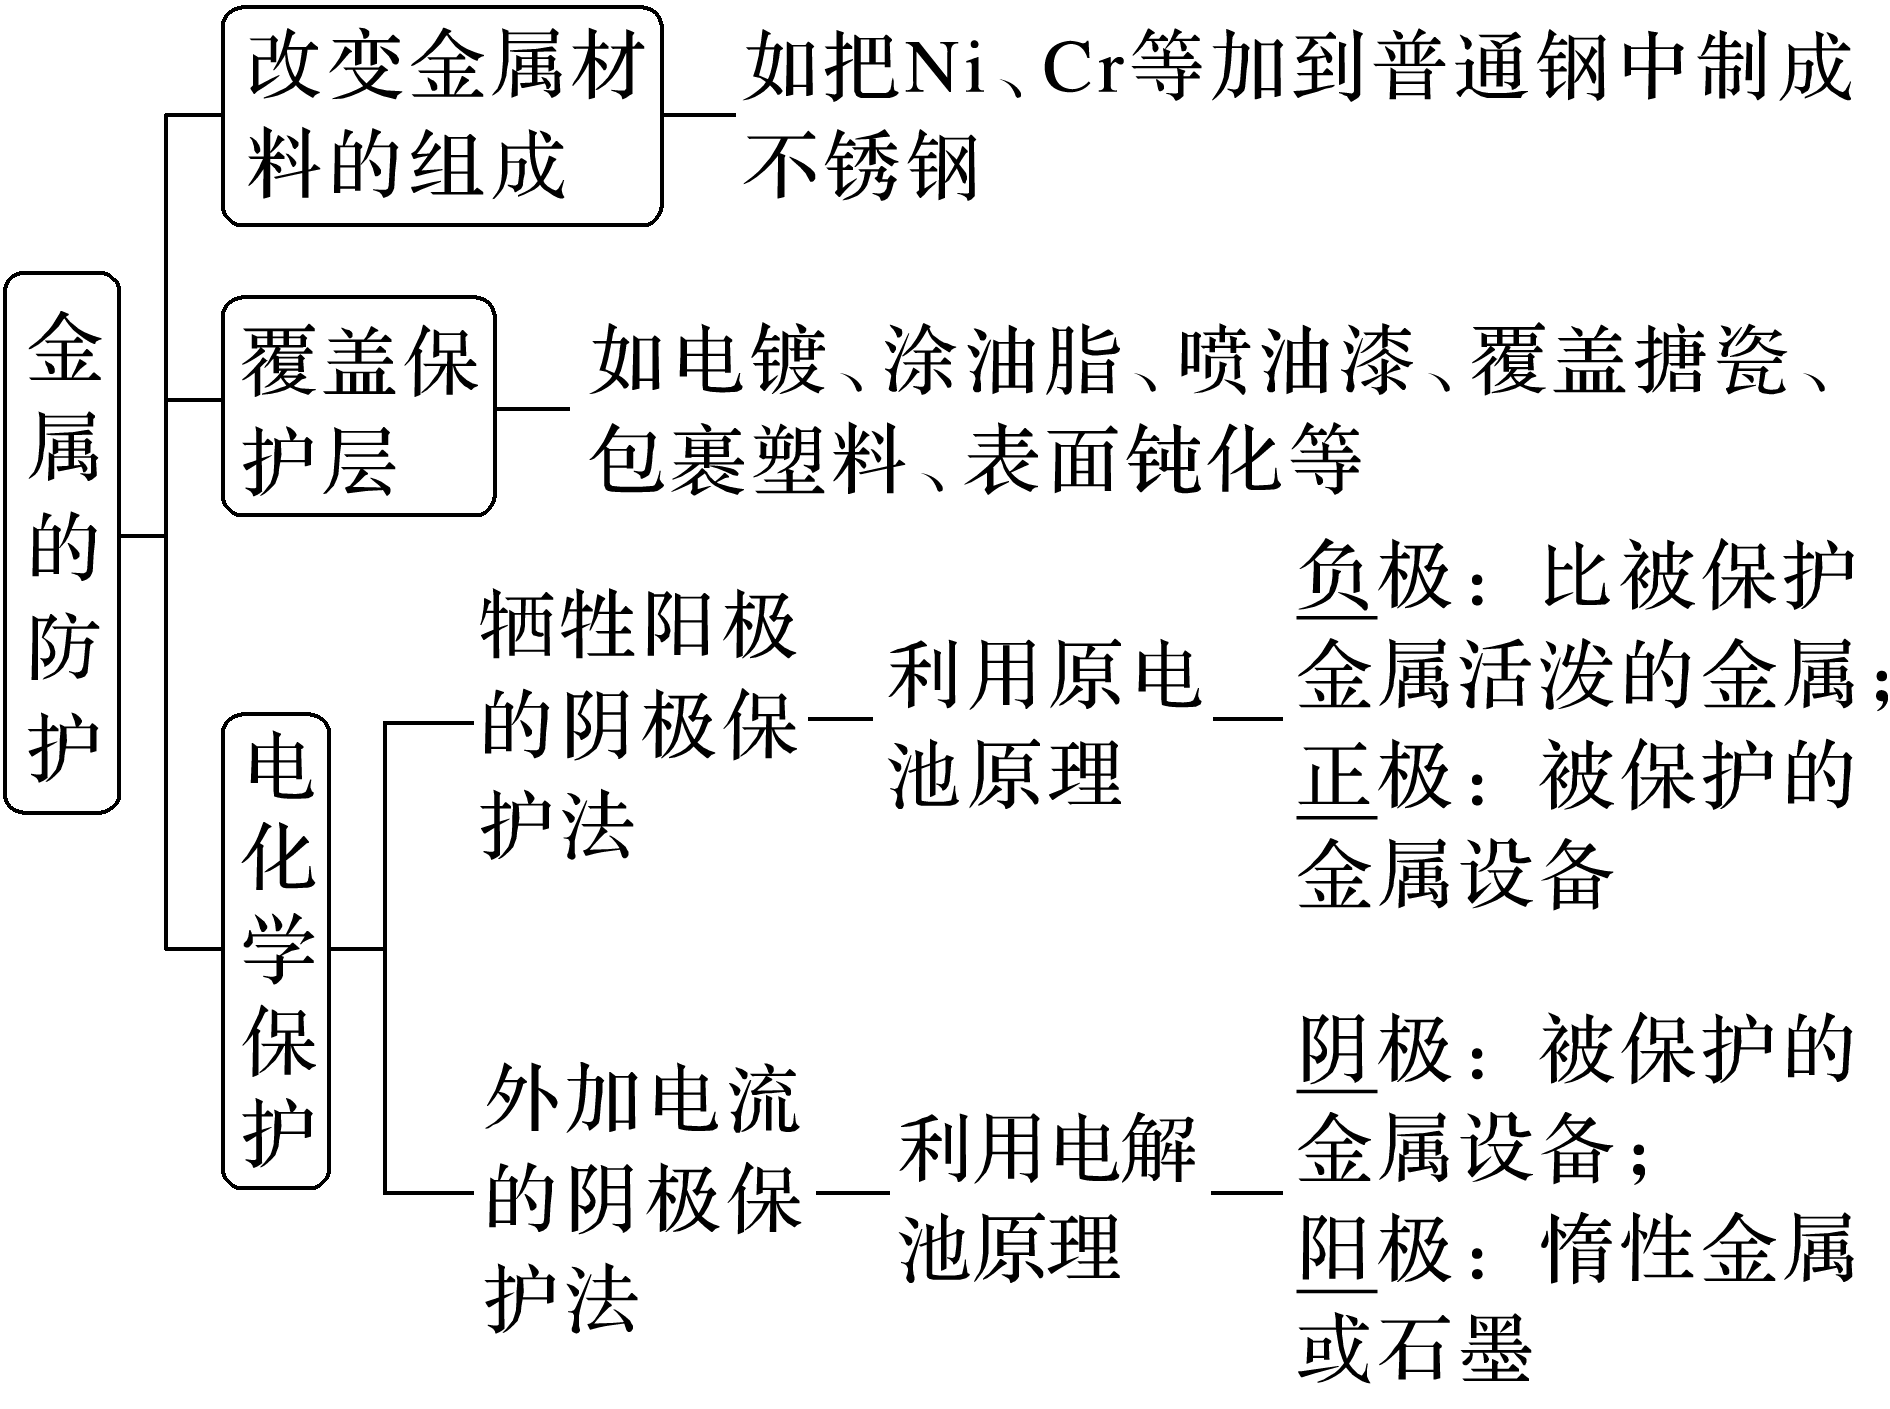 金属的防护
改变金属材
料的组成
如把Ni、Cr等加到普通钢中制成
不锈钢
覆盖保
护层
如电镀、涂油脂、喷油漆、覆盖搪瓷、
包裹塑料、表面钝化等
电化学保护
牺牲阳极
的阴极保
护法
利用原电
池原理
负极：比被保护
金属活泼的金属；
正极：被保护的
金属设备
外加电流
的阴极保
护法
利用电解
池原理
阴极：被保护的
金属设备；
阳极：惰性金属
或石墨